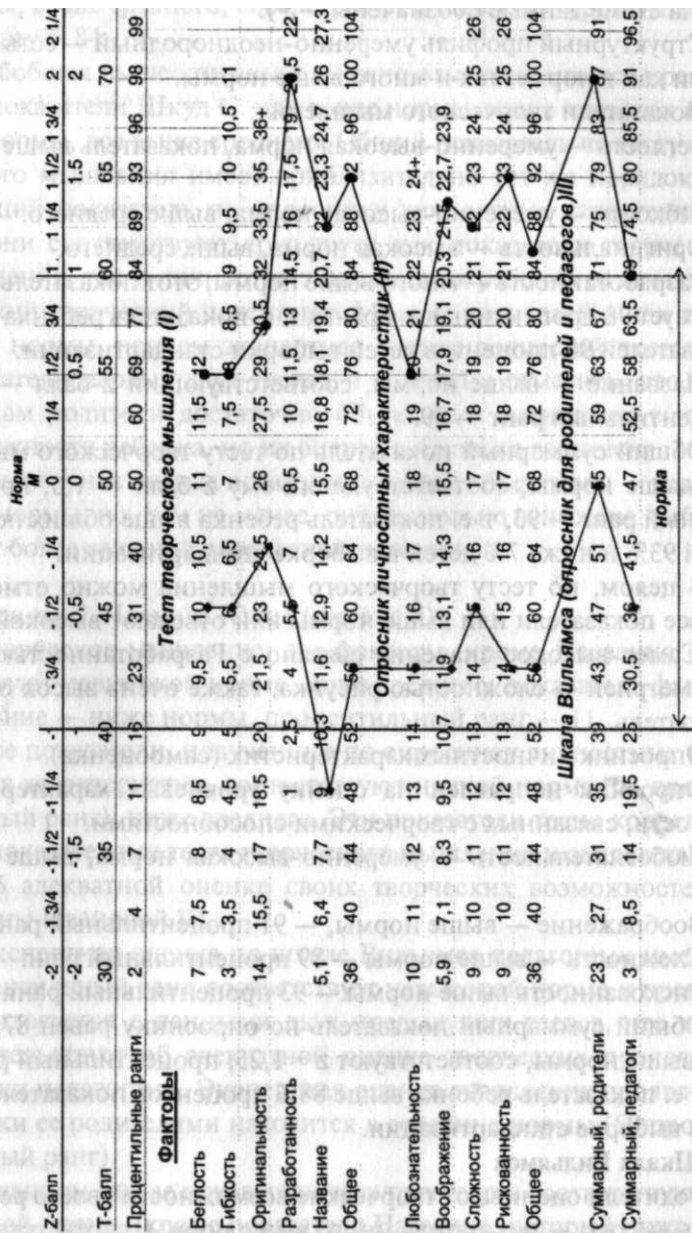 Норма
М
Z-балл -2 -1 3/4 -1 1/2 -1 1/4 -1 -3/4 -1/2 -1/4 0 1/4 1/2 3/4 1 1 1/4 1 1/2 1 3/4 2 2 1/4
-2 -1,5 -1 -0,5 0 0,5 1 1,5 2
Т-балл 30 35 40 45 50 55 60 65 70
Процентильные ранги 2 4 7 11 16 23 31 40 50 60 69 77 84 89 93 96 98 99
Факторы
Тест творческого мышления (I)
Беглость 7 7,5 8 8,5 9 9,5 10,5 11 11,5
Гибкость 3 3,5 4 4,5 5 5,5 6 6,5 7 7,5 8 8,5 9 9,5 10 10,5 11
Оригинальность 14 15,5 17 18,5 20 21,5 23 24,5 26 27,5 29 30,5 32 33,5 35 36+
Разработанность 1 2,5 4 5,5 7 8,5 10 11,5 13 14,5 16 17,5 19 20,5 22
Название 5,1 6,4 7,7 9 10,3 11,6 12,9 14,2 15,5 16,8 18,1 19,4 20,7 22 23,3 24,7 26 27,3
Общее 36 40 44 48 52 56 60 64 68 72 76 80 84 88 92 96 100 104
Опросник личностных характеристик (II)
Любознательность 10 11 12 13 14 15 16 17 18 19 20 21 22 23 24+
Воображение 5,9 7,1 8,3 9,5 10,7 11,9 13,1 14,3 15,5 16,7 17,9 19,1 20,3 21,5 22,7 23,9
Сложность 9 10 11 12 13 14 15 16 17 18 19 20 21 22 23 24 25 26
Рискованность 9 10 10 12 12 14 15 16 17 18 19 20 21 21 22 24 25
Общее 36 40 44 48 52 56 60 64 68 72 76 80 84 88 92 96 100 104
Шкала Вильямса (опросник для родителей и педагогов)III
Суммарный родители 23 27 31 35 39 43 47 51 55 59 63 67 71 75 79 83 87 91
Суммарный педагоги 3 8,5 14 19,5 22 30,5 36 41,5 47 52,5 58 63,5 69 74,5 80 85,5 91 96,5
норма